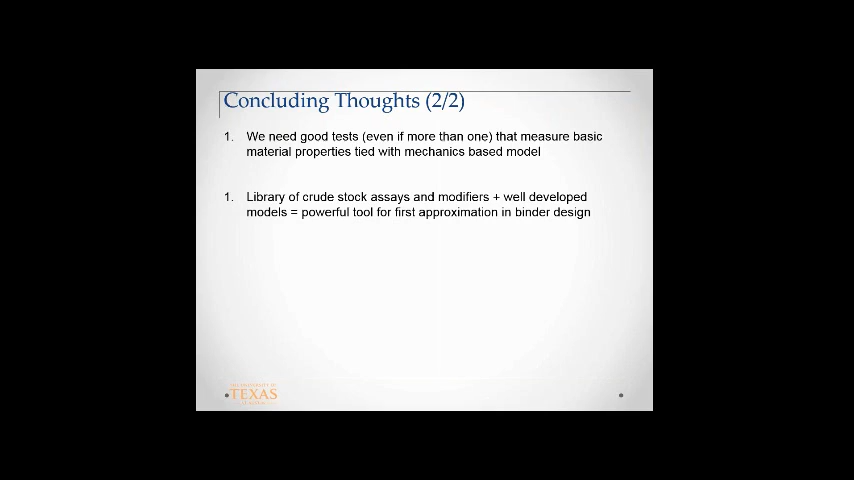 Concluding Thoughts (2/2)
1. We need good tests (even if more than one) that measure basic
material properties tied with mechanics based model
1. Library of crude stock assays and modifiers + well developed
models = powerful tool for first approximation in binder design
TEXAS